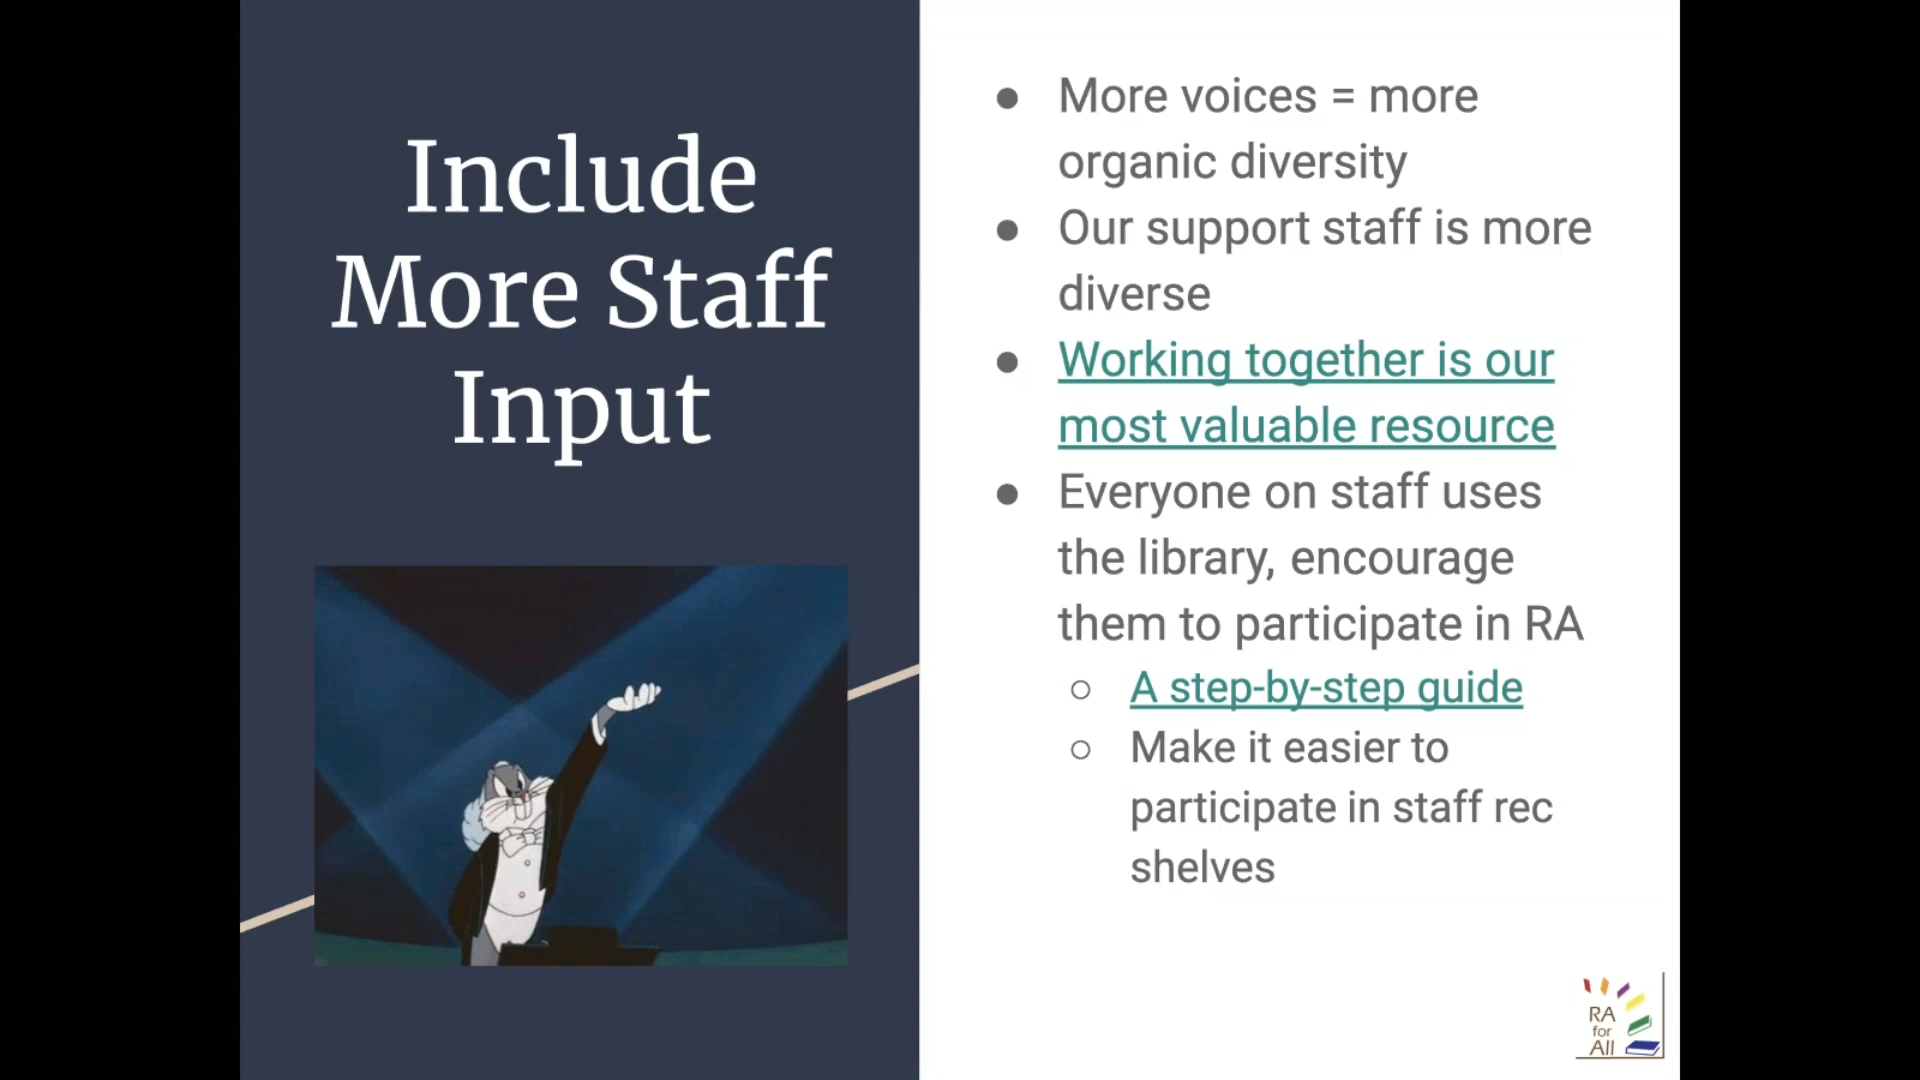 Include
More Staff
Input
● More voices = more
organic diversity
● Our support staff is more
diverse
● Working together is our
most valuable resource
● Everyone on staff uses
the library, encourage
them to participate in RA
○ A step-by-step guide
○ Make it easier to
participate in staff rec
shelves
RA
for
All